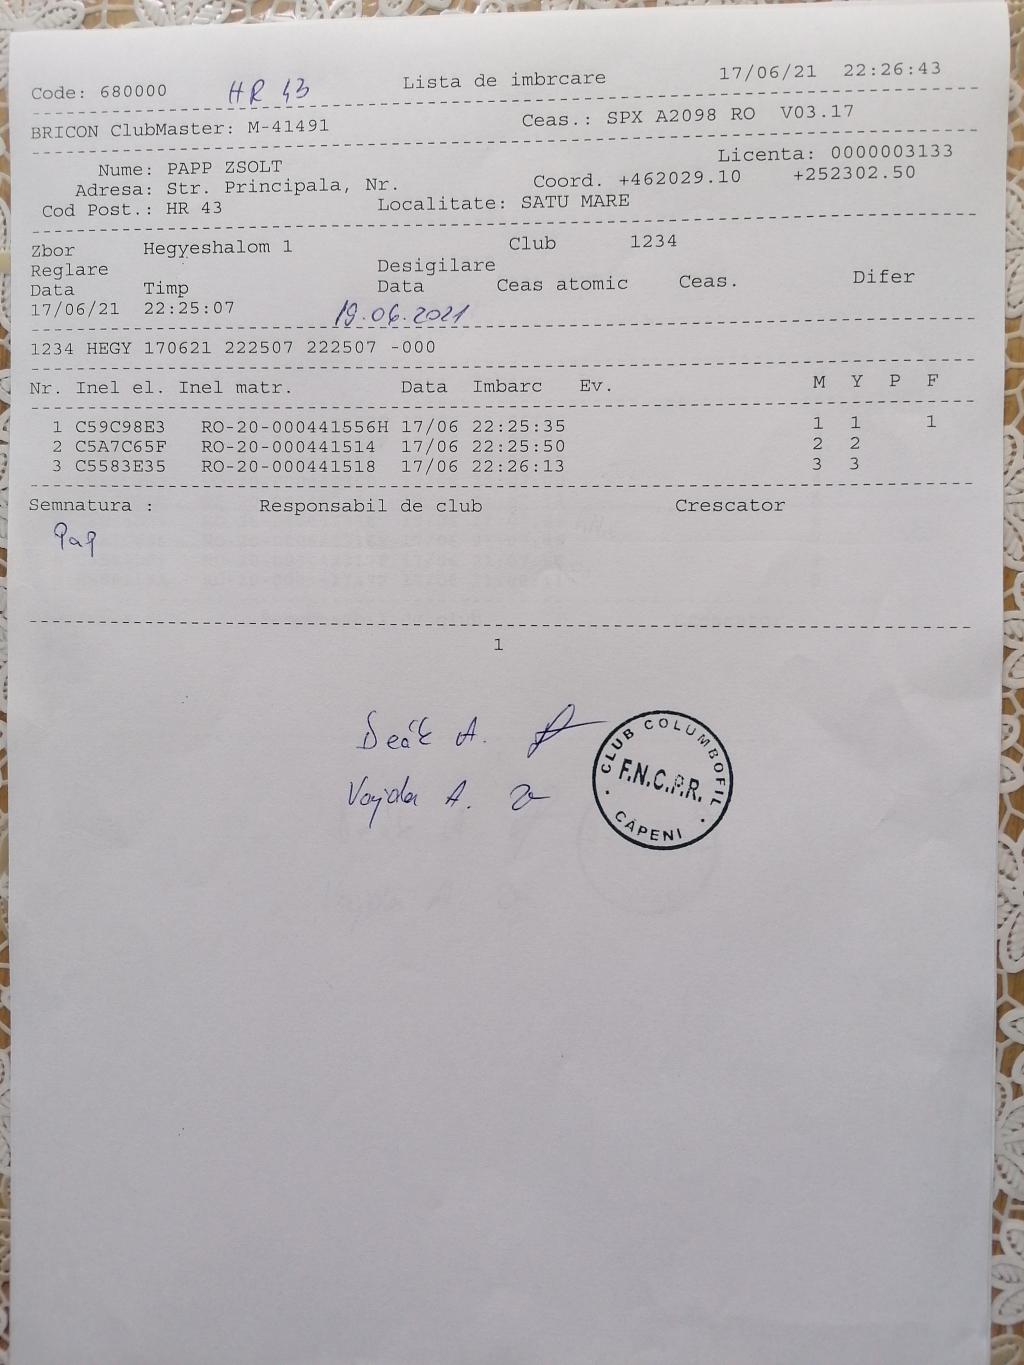 Code: 680000 HR 43 Lista de imbrcare 17/06/21 22:26:43
BRICON ClubMaster: M-41491 Ceas.: SPX A2098 RO V03.17
Nume: PAPP ZSOLT Licenta: 0000003133
Adresa: Str. Principala, Nr. Coord. +462029.10 +252302.50
Cod Post.: HR 43 Localitate: SATU MARE
Zbor Hegyeshalom 1 Club 1234
Reglare Desigilare
Data Timp Data Ceas atomic Ceas. Difer
17/06/21 22:25:07 19.06.2021
1234 HEGY 170621 222507 222507 -000
Nr. Inel el. Inel matr. Data Imbarc Ev. M Y P F
1 C59C98E3 RO-20-000441556H 17/06 22:25:35 1 1 1
2 C5A7C65F RO-20-000441514 17/06 22:25:50 2 2
3 C5583E35 RO-20-000441518 17/06 22:26:13 3 3
Semnatura : Responsabil de club Crescator
1
Deák A.
Vajda A.
CLUB COLUMBOFIL
F.N.C.P.R.
CĂPENI